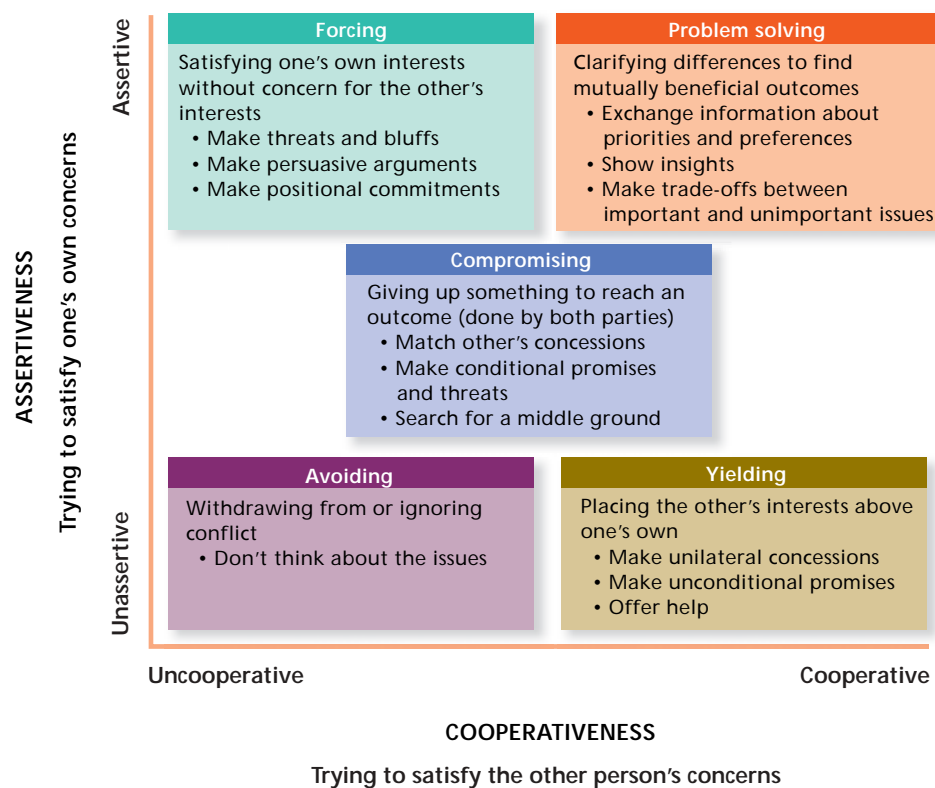 Forcing
Satisfying one's own interests
without concern for the other's
interests
• Make threats and bluffs
• Make persuasive arguments
• Make positional commitments
Problem solving
Clarifying differences to find
mutually beneficial outcomes
• Exchange information about
priorities and preferences
• Show insights
• Make trade-offs between
important and unimportant issues
Compromising
Giving up something to reach an
outcome (done by both parties)
• Match other's concessions
• Make conditional promises
and threats
• Search for a middle ground
Avoiding
Withdrawing from or ignoring
conflict
• Don't think about the issues
Yielding
Placing the other's interests above
one's own
• Make unilateral concessions
• Make unconditional promises
• Offer help
ASSERTIVENESS
Trying to satisfy one's own concerns
Assertive
Unassertive
Uncooperative
Cooperative
COOPERATIVENESS
Trying to satisfy the other person's concerns